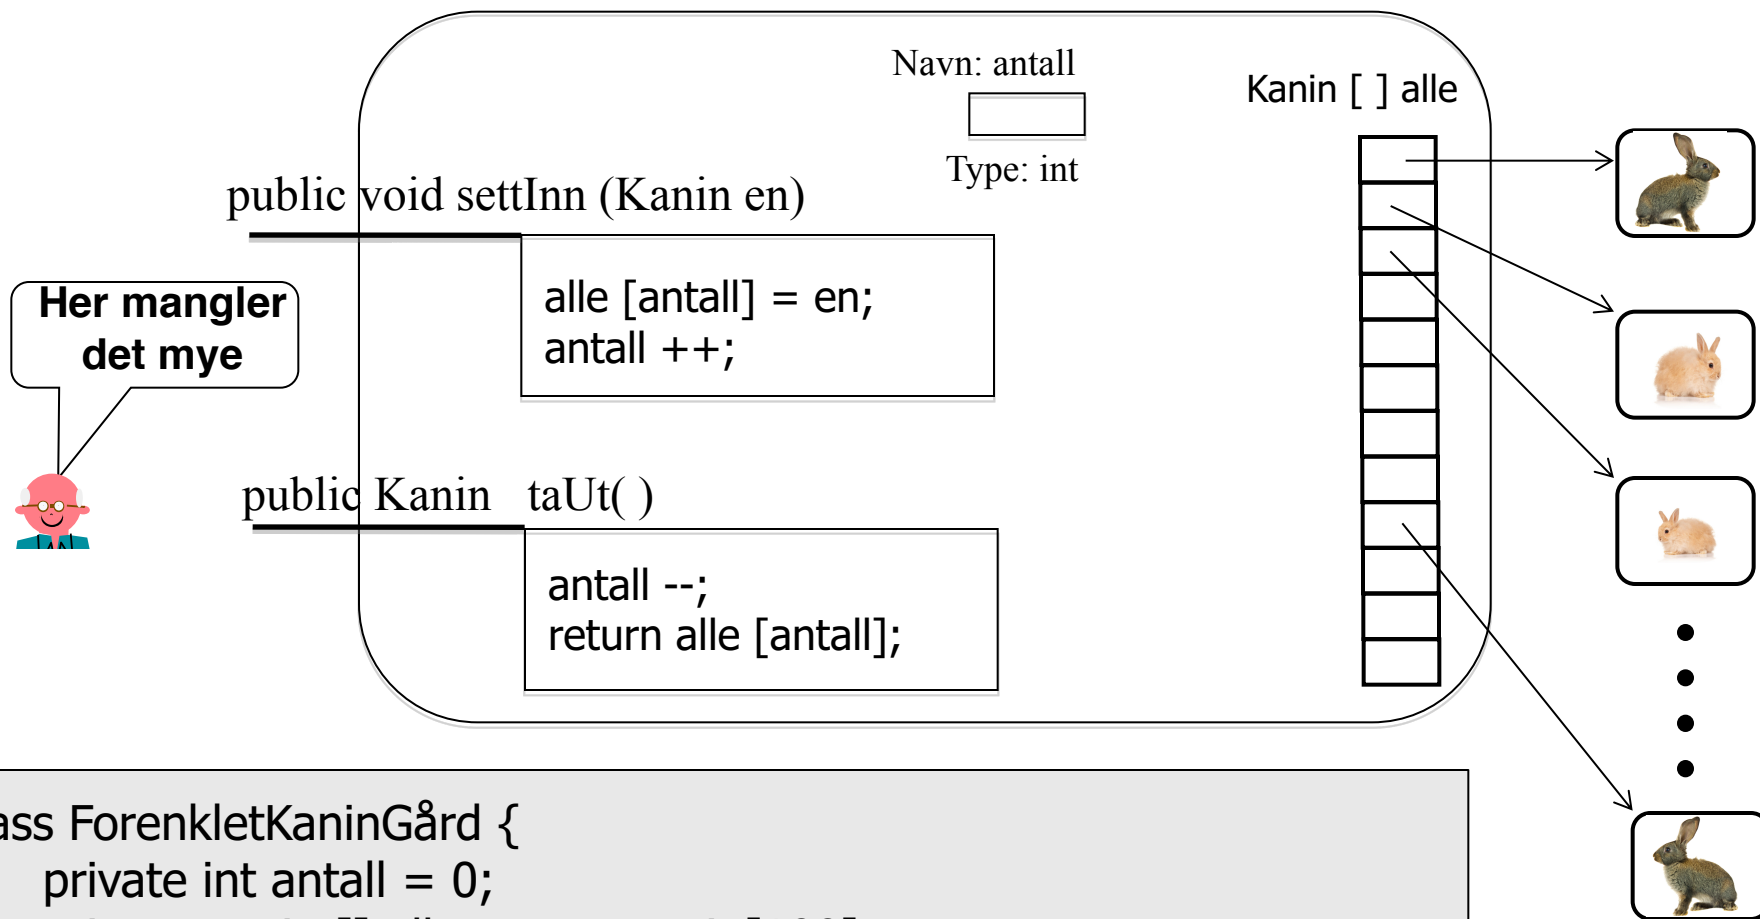 Navn: antall
Type: int
Kanin [ ] alle
public void settInn (Kanin en)
alle [antall] = en;
antall ++;
Her mangler
det mye
public Kanin taUt( )
antall --;
return alle [antall];
ass ForenkletKaninGård {
private int antall = 0;